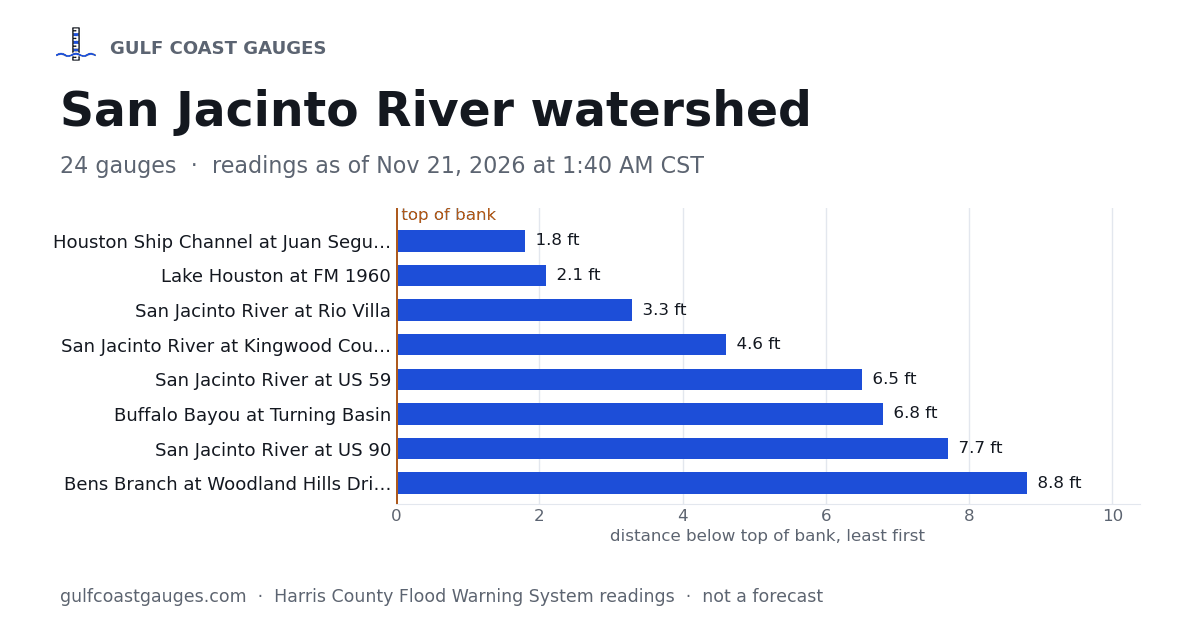 GULF COAST GAUGES
San Jacinto River watershed
24 gauges · readings as of Nov 21, 2026 at 1:40 AM CST
top of bank
Houston Ship Channel at Juan Segu… 1.8 ft
Lake Houston at FM 1960 2.1 ft
San Jacinto River at Rio Villa 3.3 ft
San Jacinto River at Kingwood Cou… 4.6 ft
San Jacinto River at US 59 6.5 ft
Buffalo Bayou at Turning Basin 6.8 ft
San Jacinto River at US 90 7.7 ft
Bens Branch at Woodland Hills Dri… 8.8 ft
0 2 4 6 8 10
distance below top of bank, least first
gulfcoastgauges.com · Harris County Flood Warning System readings · not a forecast